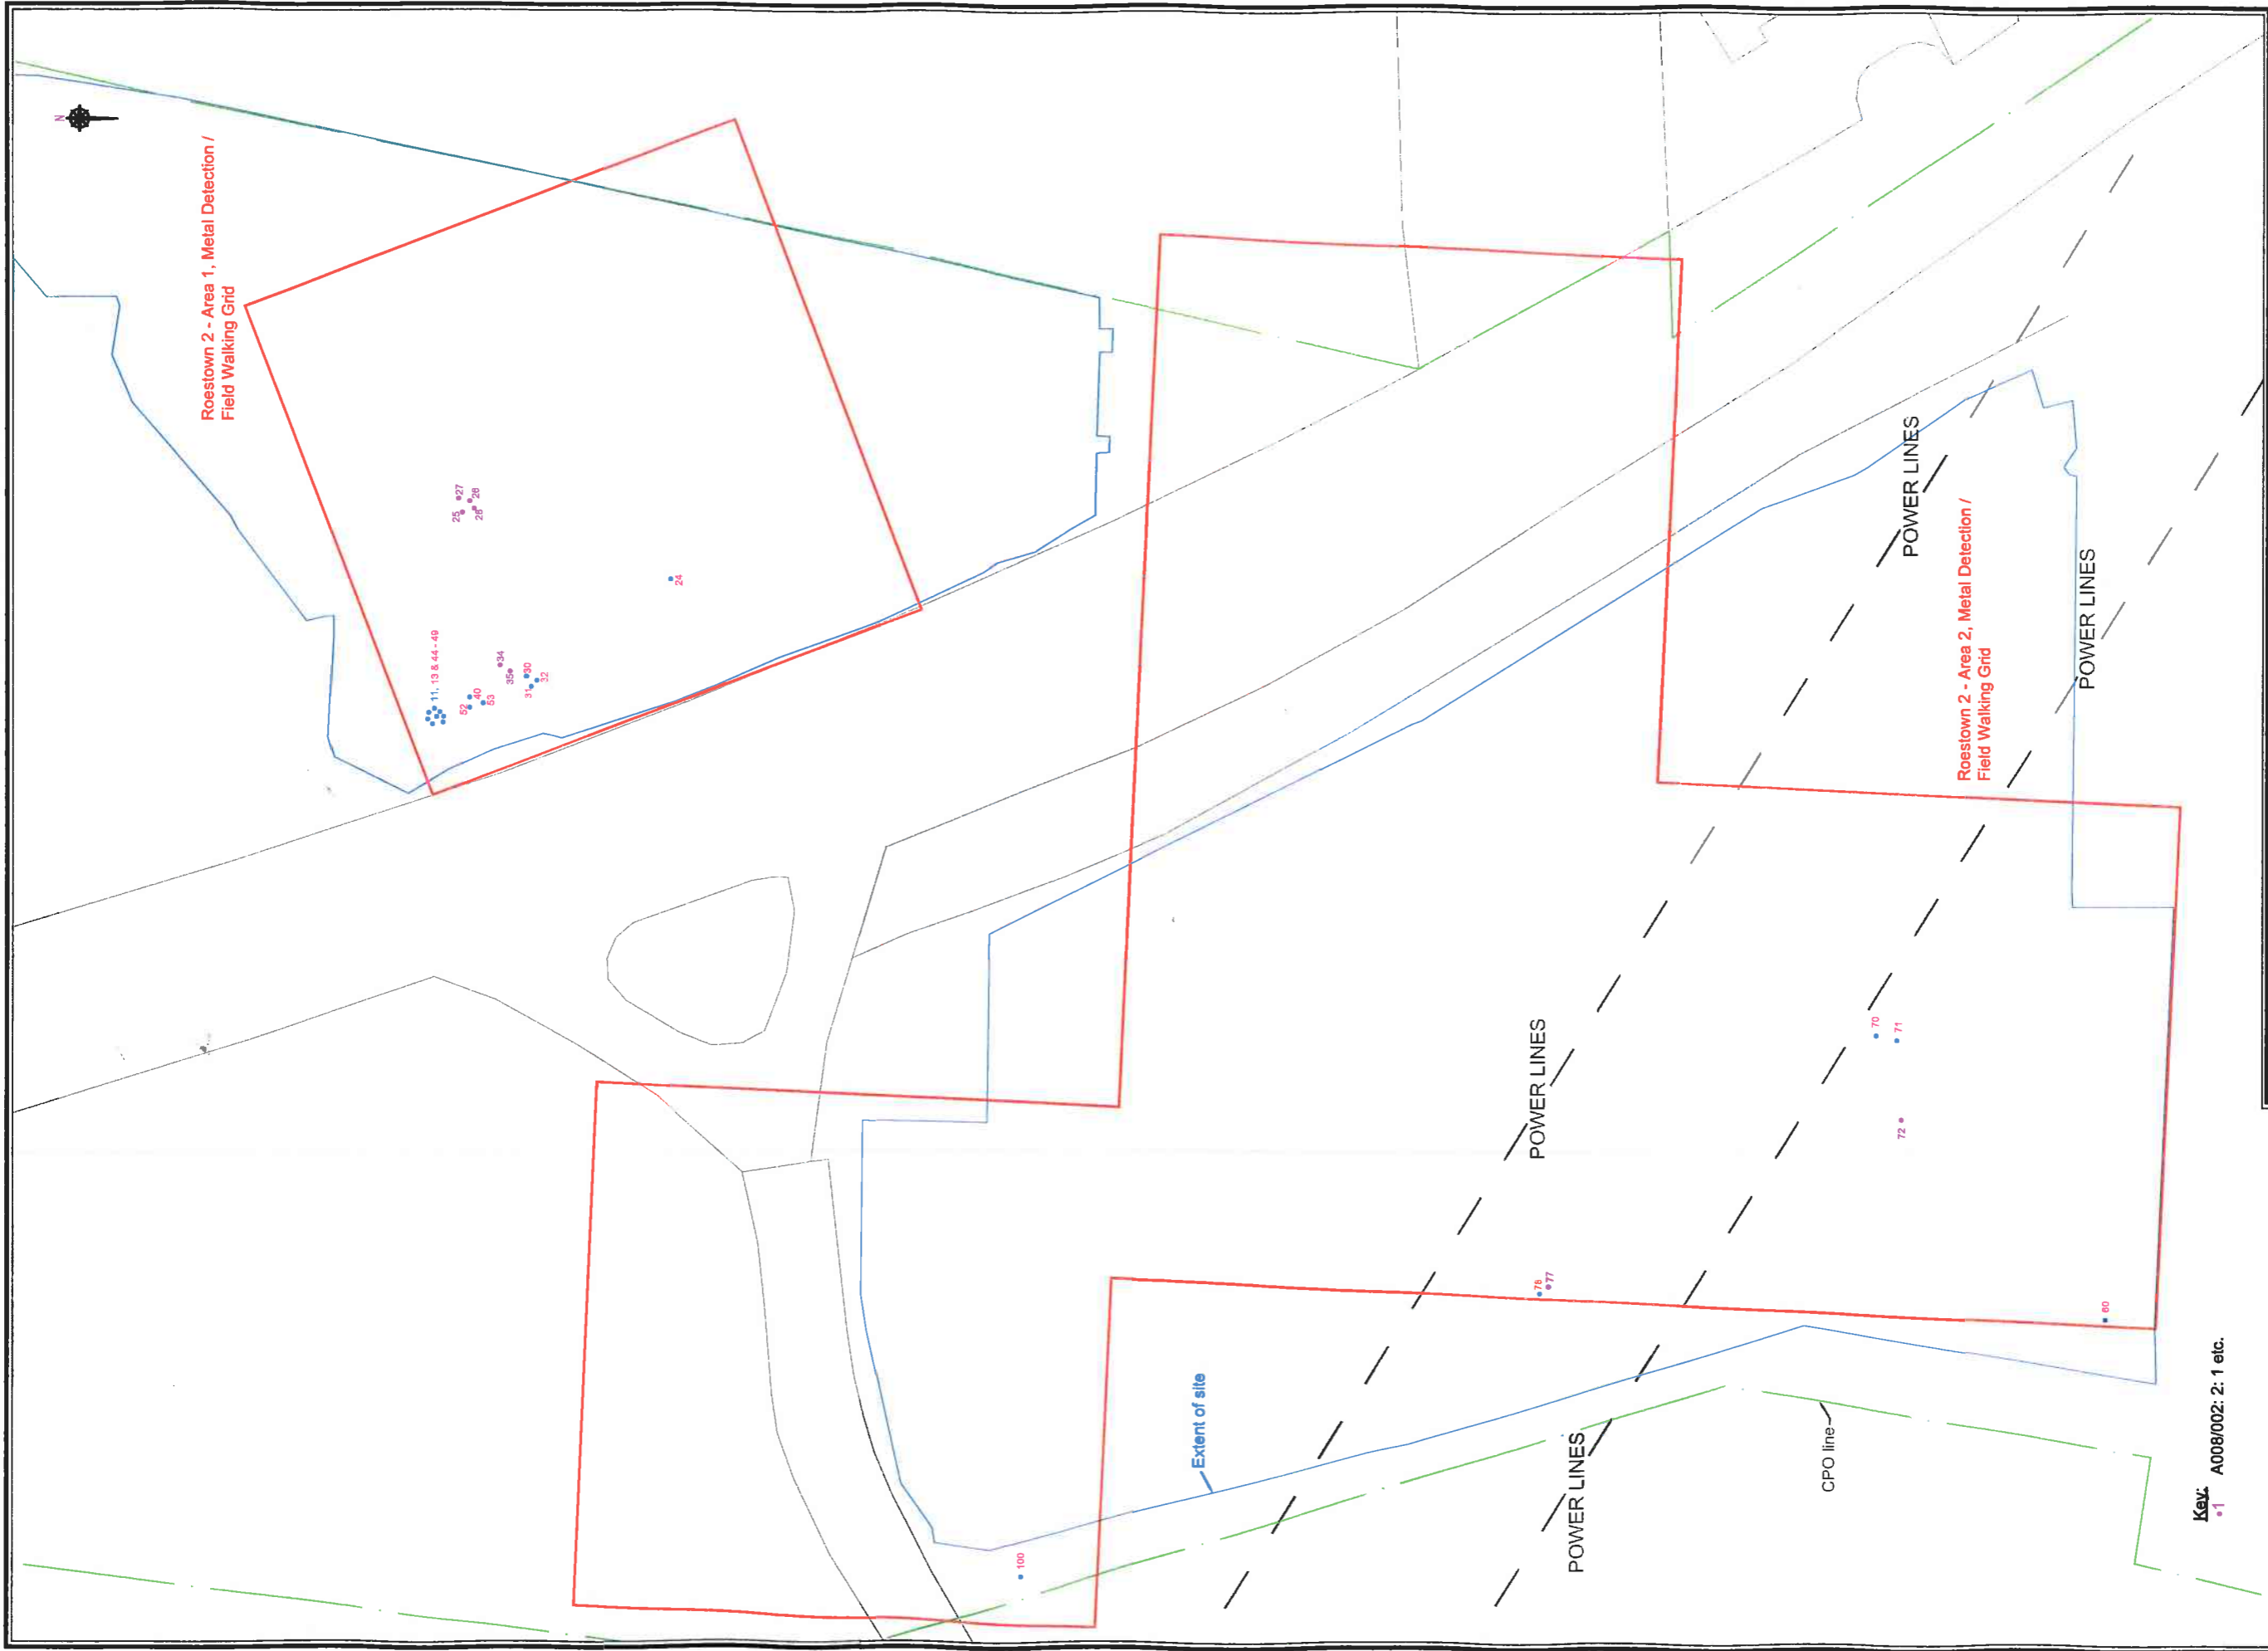 N
Roestown 2 - Area 1, Metal Detection /
Field Walking Grid
25
27
26
24
11, 13 & 44 - 49
34
35
30
31
32
52
40
53
POWER LINES
Roestown 2 - Area 2, Metal Detection /
Field Walking Grid
POWER LINES
POWER LINES
70
71
72
77
60
Extent of site
POWER LINES
CPO line
100
Key:
1 A008/002: 2: 1 etc.